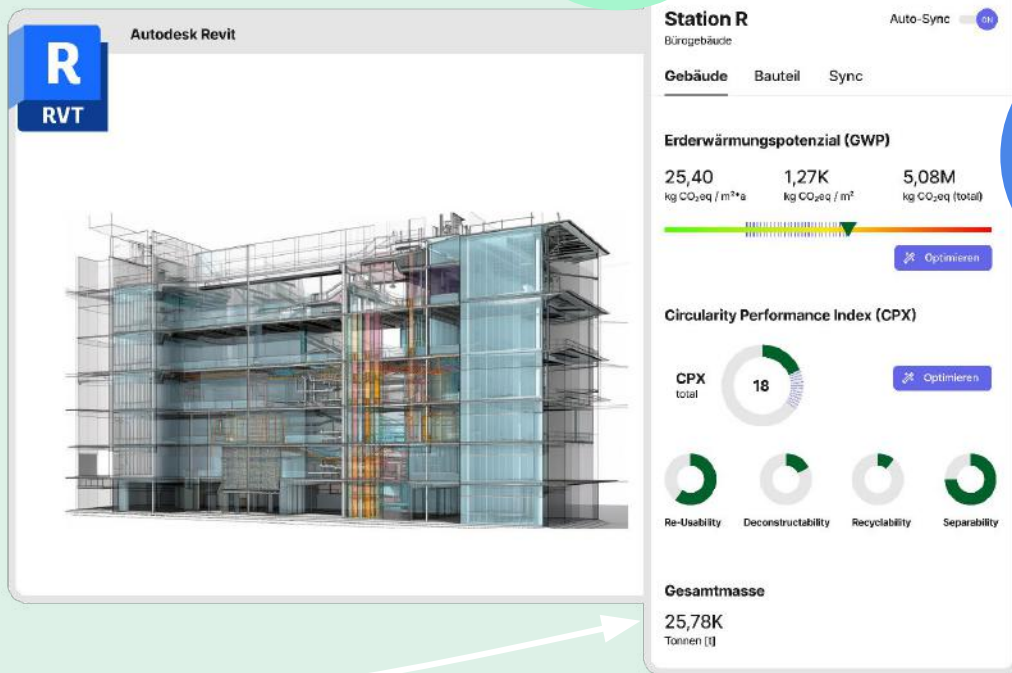 R
RVT
Autodesk Revit
Station R
Bürogebäude
Auto-Sync ON
Gebäude Bauteil Sync
Erderwärmungspotenzial (GWP)
25,40 1,27K 5,08M
kg CO₂eq / m²*a kg CO₂eq / m² kg CO₂eq (total)
Optimieren
Circularity Performance Index (CPX)
CPX
total
18
Optimieren
Re-Usability Deconstructability Recyclability Separability
Gesamtmasse
25,78K
Tonnen [t]